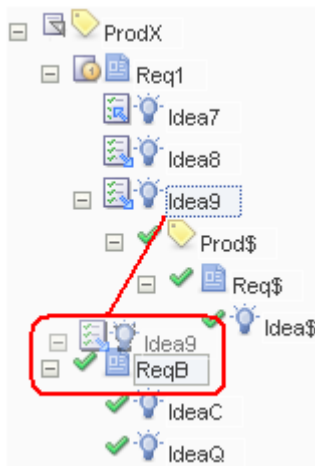 ProdX
Req1
Idea7
Idea8
Idea9
Prod$
Req$
Idea$
Idea9
ReqB
IdeaC
IdeaQ